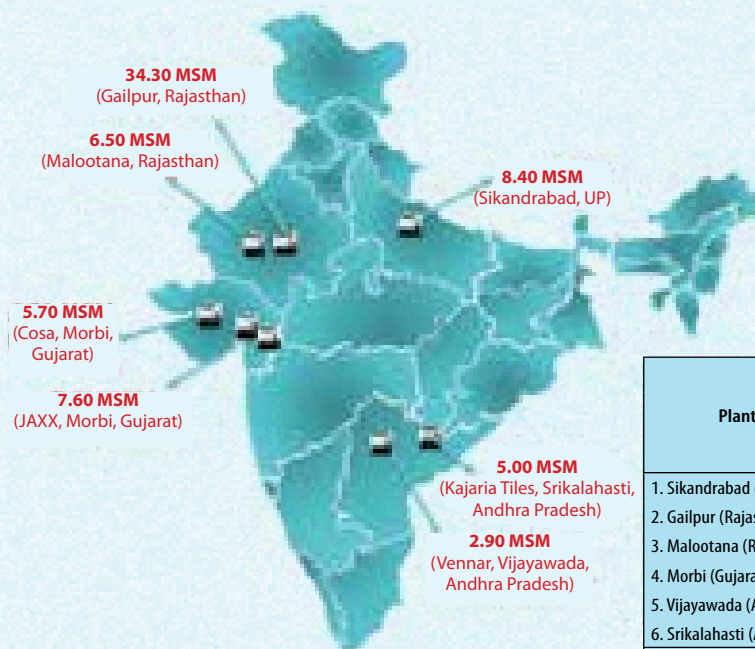 34.30 MSM
(Gailpur, Rajasthan)
6.50 MSM
(Malootana, Rajasthan)
8.40 MSM
(Sikandrabad, UP)
5.70 MSM
(Cosa, Morbi,
Gujarat)
7.60 MSM
(JAXX, Morbi, Gujarat)
5.00 MSM
(Kajaria Tiles, Srikalahasti,
Andhra Pradesh)
2.90 MSM
(Vennar, Vijayawada,
Andhra Pradesh)
Plant
1. Sikandrabad
2. Gailpur (Rajas
3. Malootana (R
4. Morbi (Gujara
5. Vijayawada (A
6. Srikalahasti (A